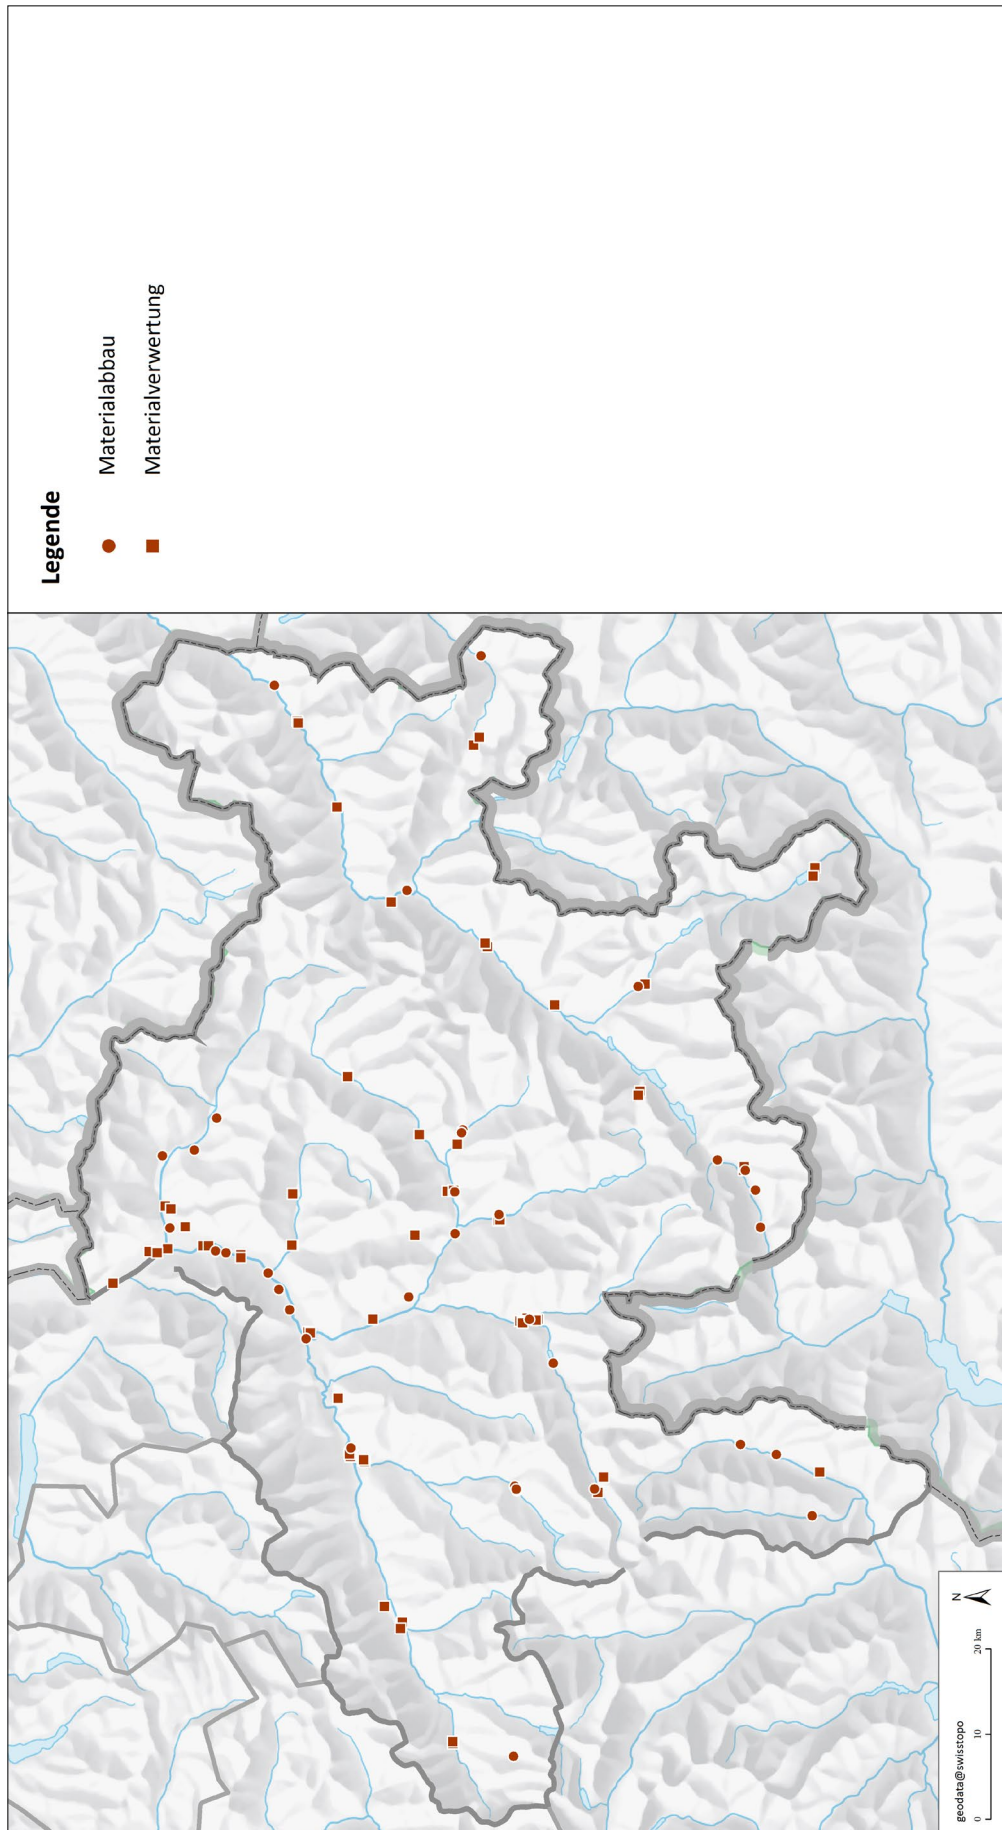 Legende
Materialabbau
Materialverwertung
geodata@swisstopo
N
0 10 20 km